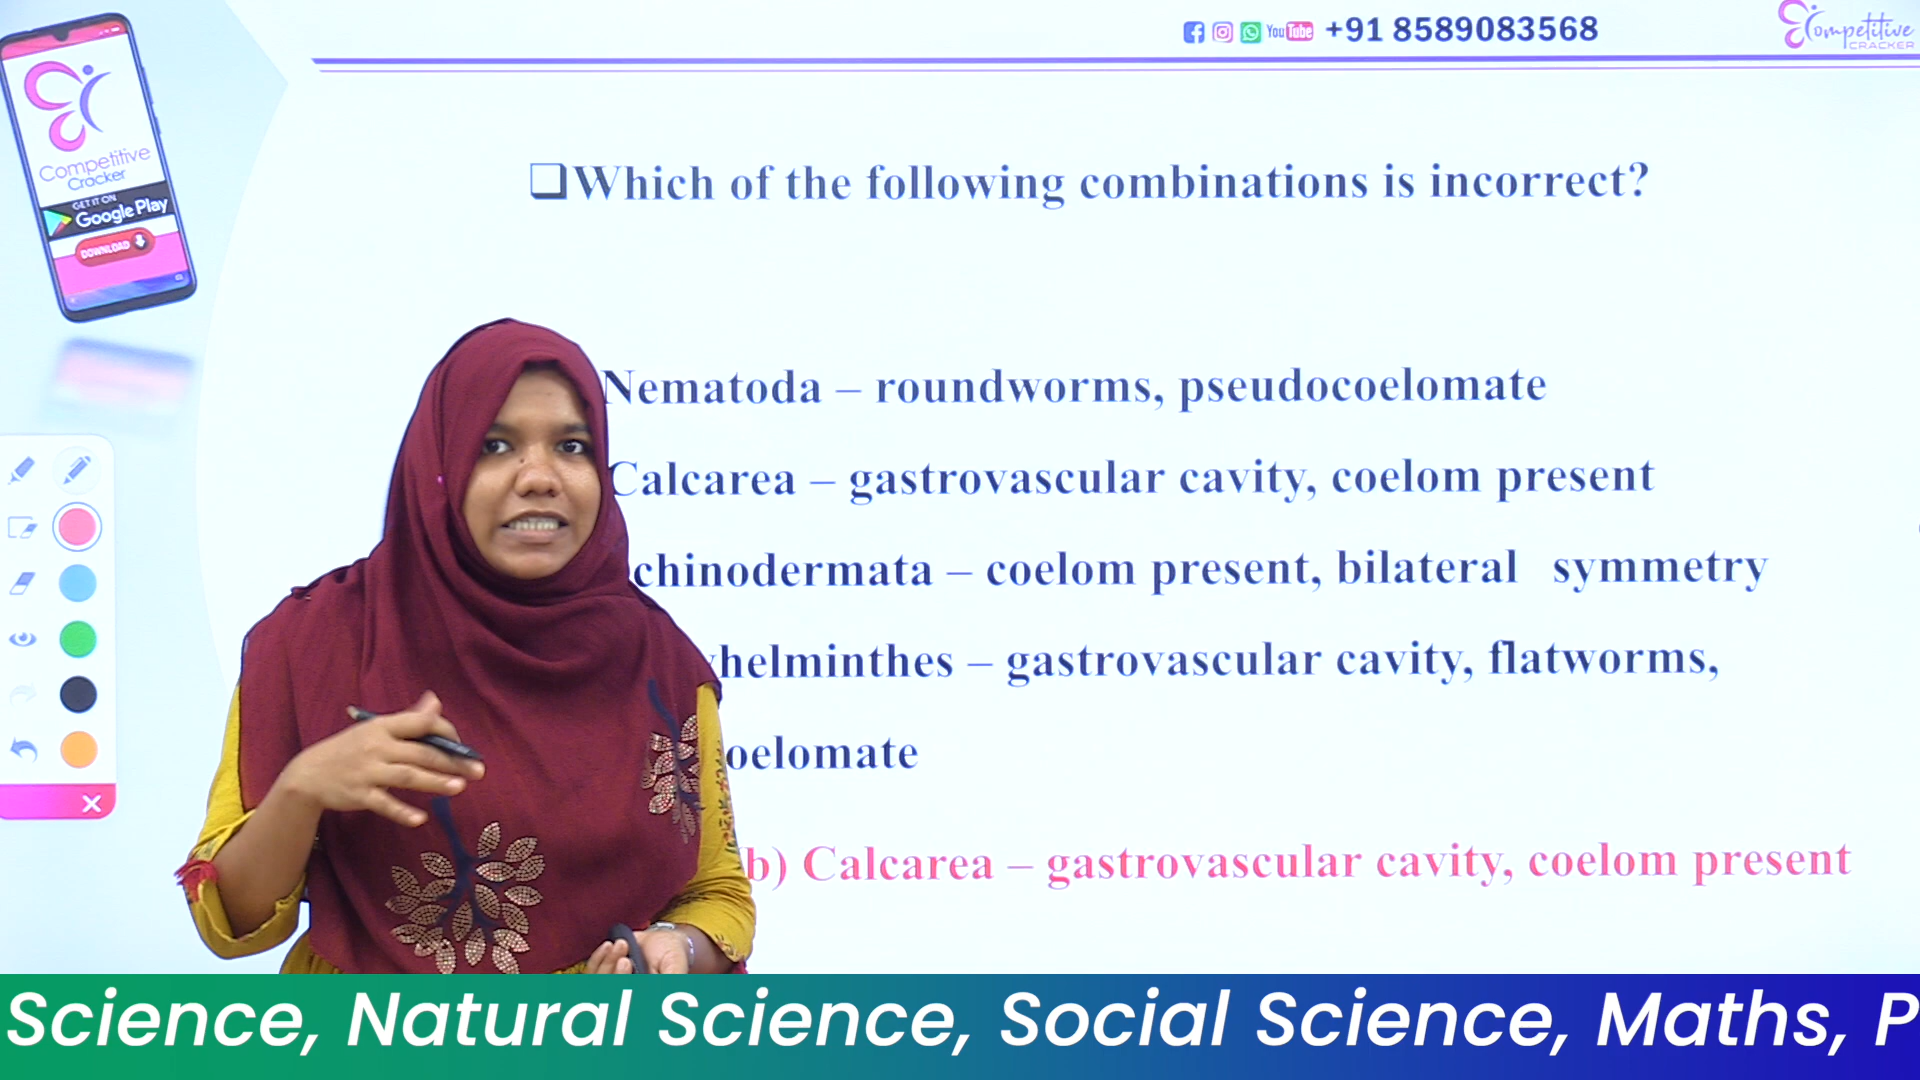 +91 8589083568
You Tube
Competitive
CRACKER
Competitive
Cracker
GET IT ON
Google Play
DOWNLOAD
Which of the following combinations is incorrect?
Nematoda – roundworms, pseudocoelomate
Calcarea – gastrovascular cavity, coelom present
chinodermata – coelom present, bilateral symmetry
helminthes – gastrovascular cavity, flatworms,
oelomate
b) Calcarea – gastrovascular cavity, coelom present
Science, Natural Science, Social Science, Maths, P